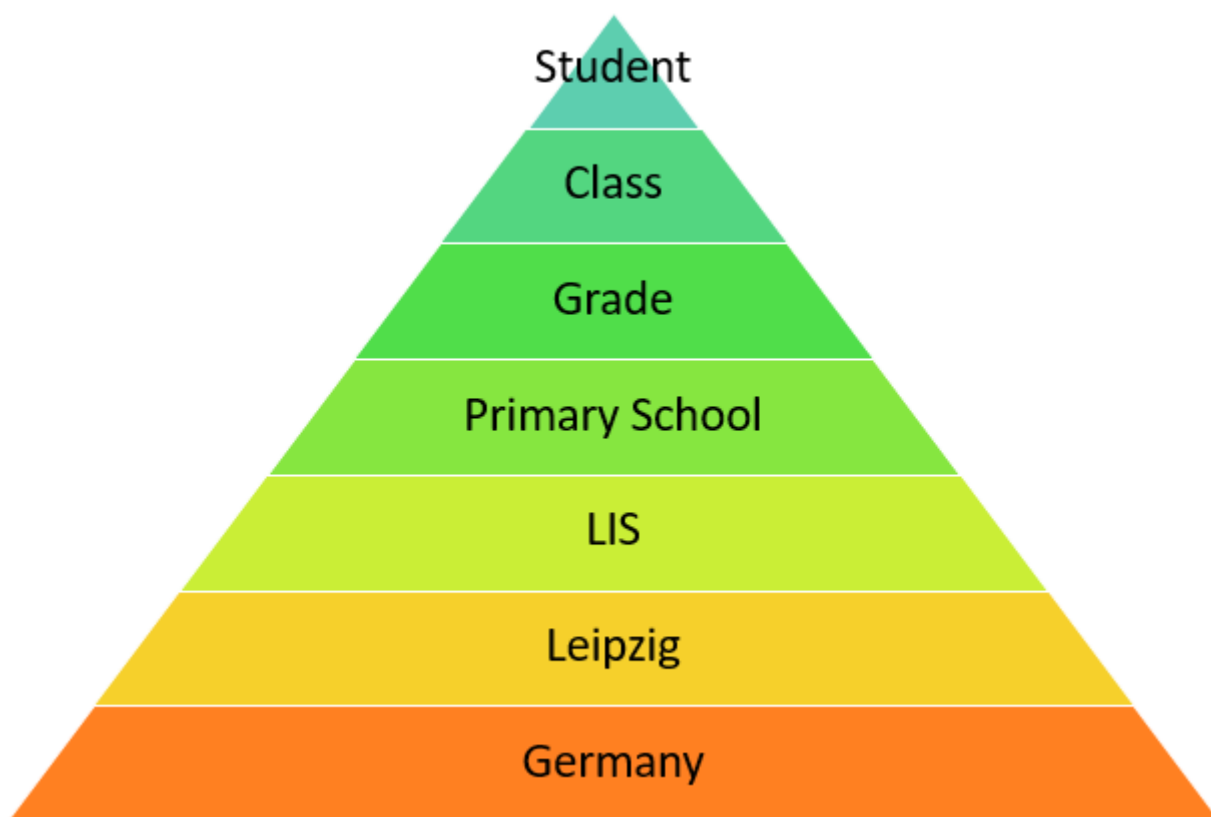 Student
Class
Grade
Primary School
LIS
Leipzig
Germany